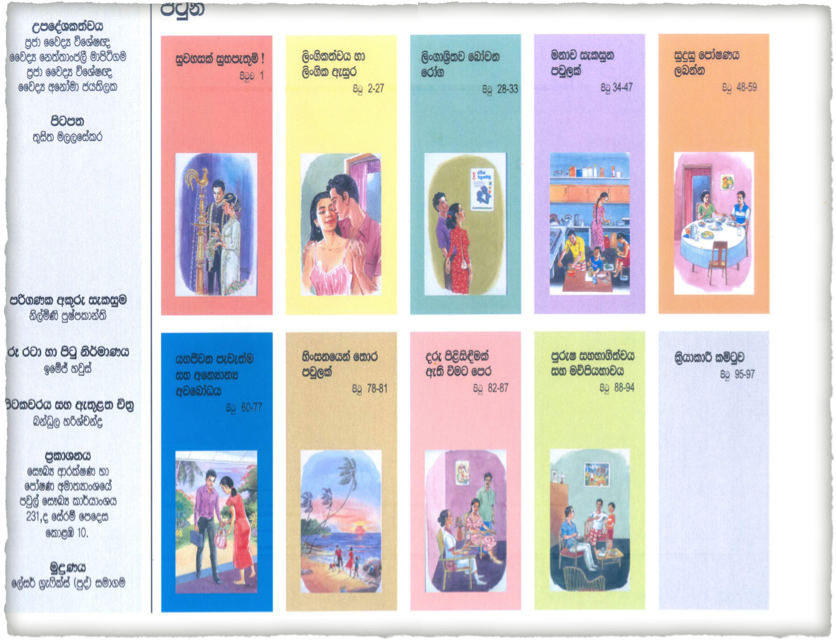 උපදේශකත්වය
ප්‍රජා වෛද්‍ය විශේෂඥ
වෛද්‍ය නෙත්තාංජලී මාපිටිගම
ප්‍රජා වෛද්‍ය විශේෂඥ
වෛද්‍ය අනෝමා ජයතිලක
පිටපත
තුසිත මලලසේකර
පරිගණක අකුරු සැකසුම
නිල්මිණි පුෂ්පකාන්ති
රූ රටා හා පිටු නිර්මාණය
ඉමේජ් හවුස්
පිටකවරය සහ ඇතුළත චිත්‍ර
බන්ධුල හරිශ්චන්ද්‍ර
ප්‍රකාශනය
සෞඛ්‍ය ආරක්ෂණ හා
පෝෂණ අමාත්‍යාංශයේ
පවුල් සෞඛ්‍ය කාර්යාංශය
231, ද සේරම් පෙදෙස
කොළඹ 10.
මුද්‍රණය
ලේසර් ග්‍රැෆික්ස් (පුද්) සමාගම
පටුන
සුවගසක් සුභපැතුම් !
පිටුව 1
ලිංගිකත්වය හා
ලිංගික ඇසුර
පිටු 2-27
ලිංගාශ්‍රිතව බෝවන
රෝග
පිටු 28-33
මනාව සැකසුන
පවුලක්
පිටු 34-47
සුදුසු පෝෂණය
ලබන්න
පිටු 48-59
යහජීවන පැවැත්ම
සහ අන්‍යොන්‍ය
අවබෝධය
පිටු 60-77
හිංසනයෙන් තොර
පවුලක්
පිටු 78-81
දරු පිළිසිඳීමක්
ඇති වීමට පෙර
පිටු 82-87
පුරුෂ සහභාගිත්වය
සහ මව්පියභාවය
පිටු 88-94
ක්‍රියාකාරී කමිටුව
පිටු 95-97